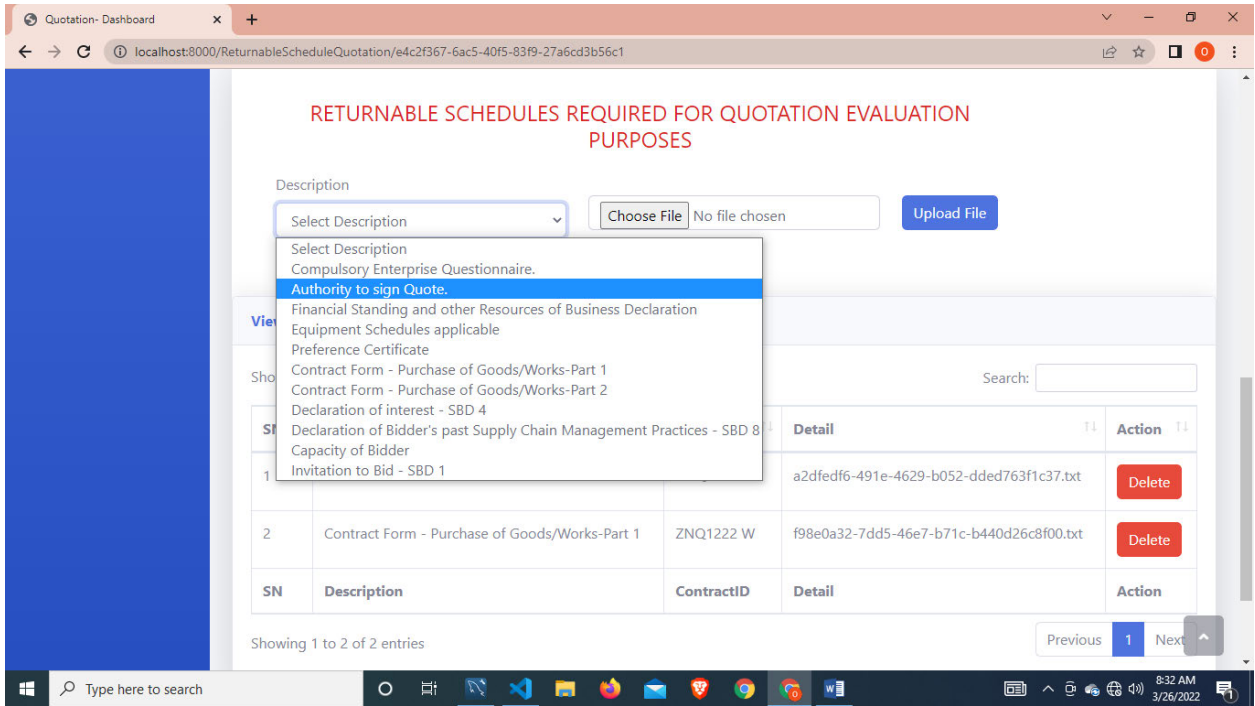 Quotation- Dashboard
localhost:8000/ReturnableScheduleQuotation/e4c2f367-6ac5-40f5-83f9-27a6cd3b56c1
RETURNABLE SCHEDULES REQUIRED FOR QUOTATION EVALUATION
PURPOSES
Description
Select Description
Choose File No file chosen
Upload File
Select Description
Compulsory Enterprise Questionnaire.
Authority to sign Quote.
Financial Standing and other Resources of Business Declaration
Equipment Schedules applicable
Preference Certificate
Contract Form - Purchase of Goods/Works-Part 1
Contract Form - Purchase of Goods/Works-Part 2
Declaration of interest - SBD 4
Declaration of Bidder's past Supply Chain Management Practices - SBD 8
Capacity of Bidder
Invitation to Bid - SBD 1
Search:
Detail Action
1 a2dfedf6-491e-4629-b052-dded763f1c37.txt Delete
2 Contract Form - Purchase of Goods/Works-Part 1 ZNQ1222 W f98e0a32-7dd5-46e7-b71c-b440d26c8f00.txt Delete
SN Description ContractID Detail Action
Showing 1 to 2 of 2 entries
Previous 1 Next
Type here to search
8:32 AM
3/26/2022